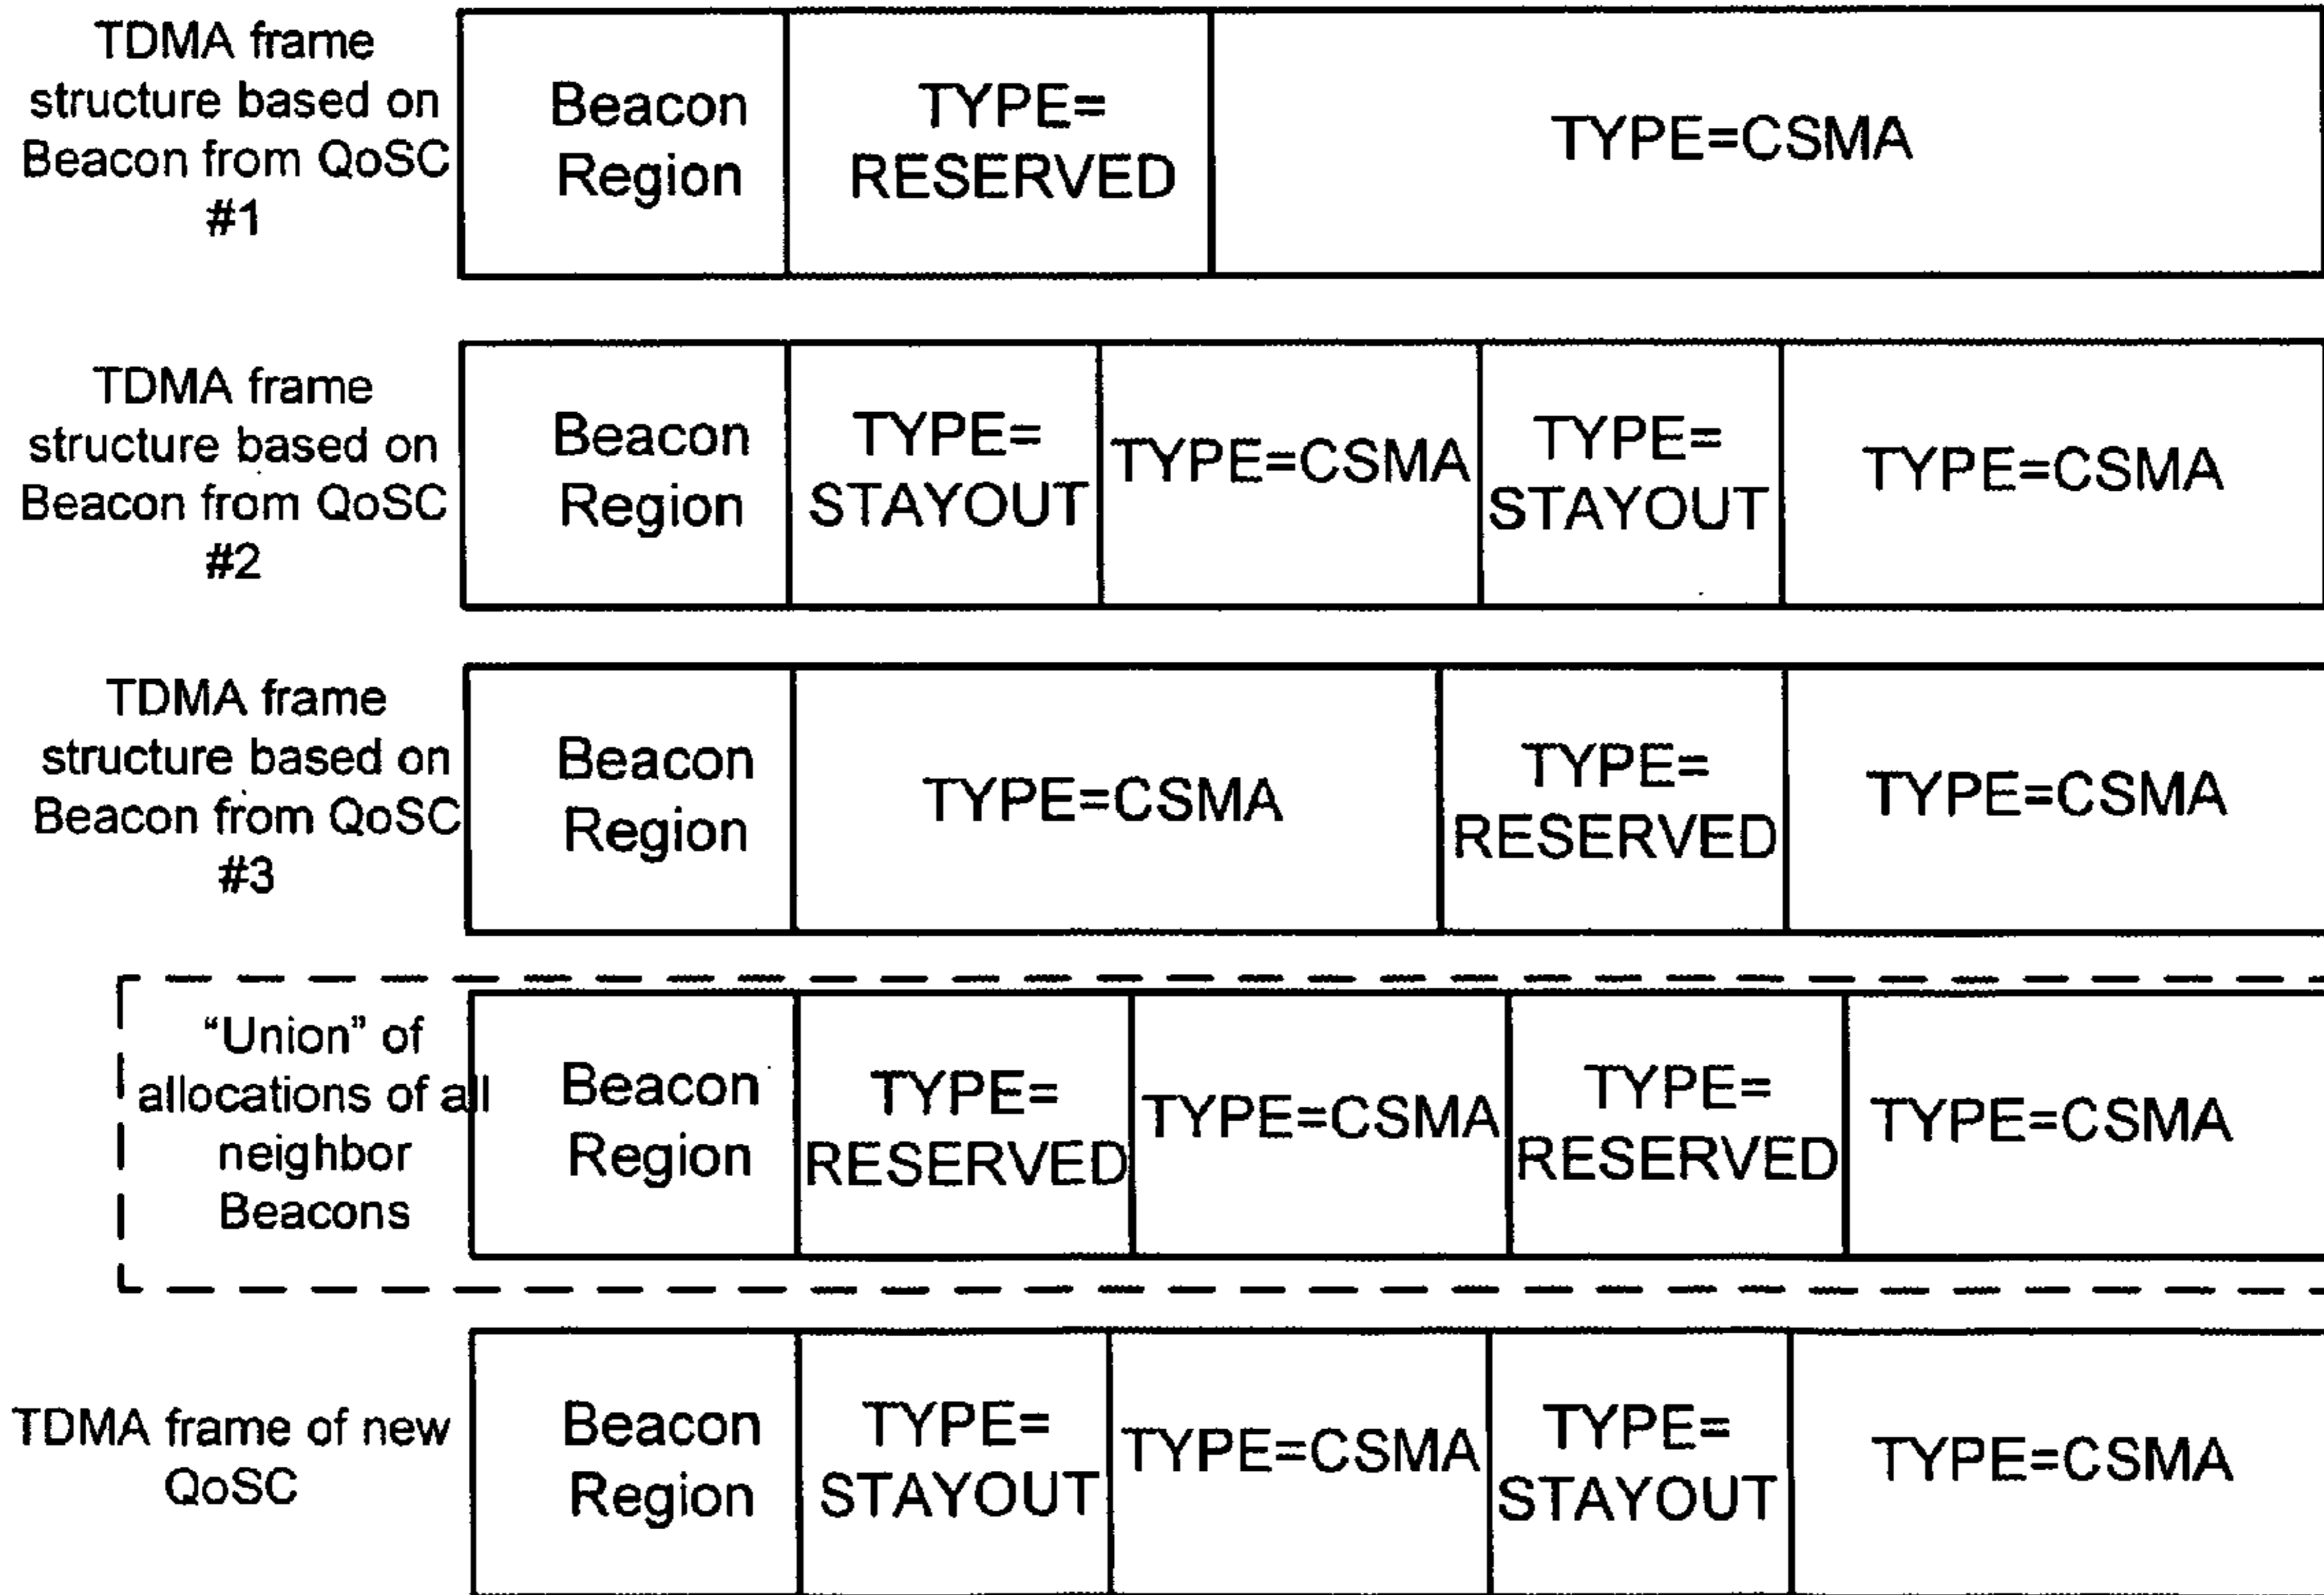 TDMA frame
structure based on
Beacon from QoSC
#1
Beacon
Region
TYPE=
RESERVED
TYPE=CSMA
TDMA frame
structure based on
Beacon from QoSC
#2
Beacon
Region
TYPE=
STAYOUT
TYPE=CSMA
TYPE=
STAYOUT
TYPE=CSMA
TDMA frame
structure based on
Beacon from QoSC
#3
Beacon
Region
TYPE=CSMA
TYPE=
RESERVED
TYPE=CSMA
“Union” of
allocations of all
neighbor
Beacons
Beacon
Region
TYPE=
RESERVED
TYPE=CSMA
TYPE=
RESERVED
TYPE=CSMA
TDMA frame of new
QoSC
Beacon
Region
TYPE=
STAYOUT
TYPE=CSMA
TYPE=
STAYOUT
TYPE=CSMA